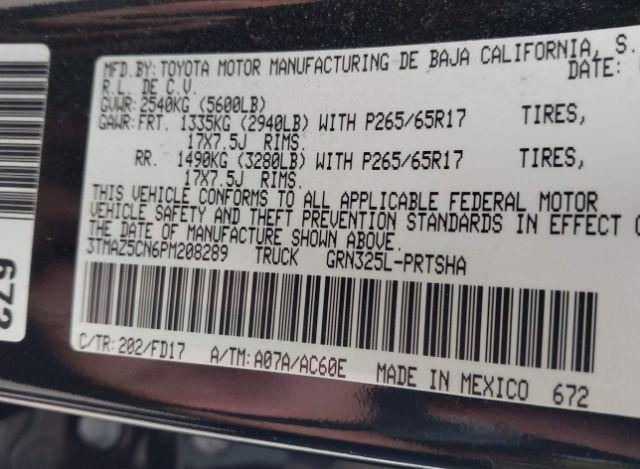 MFD.BY: TOYOTA MOTOR MANUFACTURING DE BAJA CALIFORNIA, S.
R.L. DE C.V. DATE:
GVWR: 2540KG (5600LB)
GAWR: FRT. 1335KG (2940LB) WITH P265/65R17 TIRES,
17X7.5J RIMS.
RR. 1490KG (3280LB) WITH P265/65R17 TIRES,
17X7.5J RIMS.
THIS VEHICLE CONFORMS TO ALL APPLICABLE FEDERAL MOTOR
VEHICLE SAFETY AND THEFT PREVENTION STANDARDS IN EFFECT
THE DATE OF MANUFACTURE SHOWN ABOVE.
3TMAZ5CN6PM208289 TRUCK GRN325L-PRTSHA
C/TR: 202/FD17 A/TM: A07A/AC60E MADE IN MEXICO 672
672